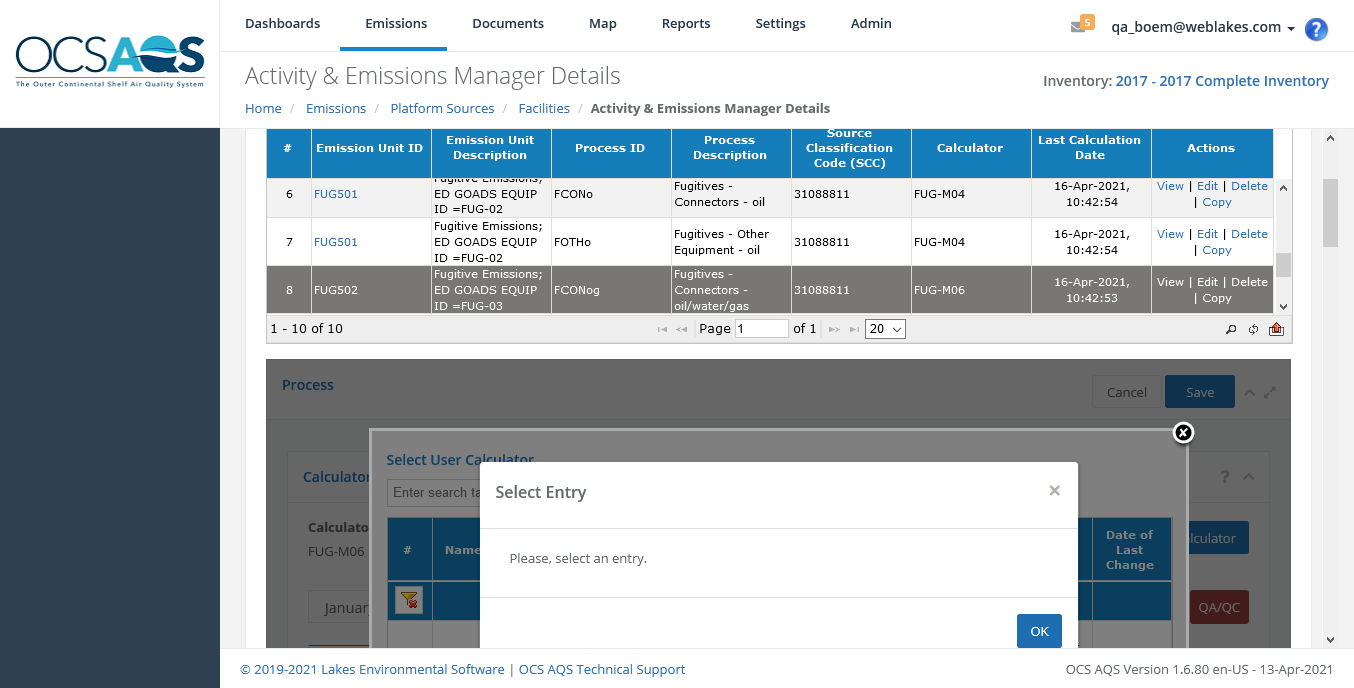 Dashboards Emissions Documents Map Reports Settings Admin
5
qa_boem@weblakes.com
?
OCSAQS
The Outer Continental Shelf Air Quality System
Activity & Emissions Manager Details
Inventory: 2017 - 2017 Complete Inventory
Home / Emissions / Platform Sources / Facilities / Activity & Emissions Manager Details
# Emission Unit ID Emission Unit Description Process ID Process Description Source Classification Code (SCC) Calculator Last Calculation Date Actions
6 FUG501 Fugitive Emissions; ED GOADS EQUIP ID =FUG-02 FCONo Fugitives - Connectors - oil 31088811 FUG-M04 16-Apr-2021, 10:42:54 View | Edit | Delete | Copy
7 FUG501 Fugitive Emissions; ED GOADS EQUIP ID =FUG-02 FOTHo Fugitives - Other Equipment - oil 31088811 FUG-M04 16-Apr-2021, 10:42:54 View | Edit | Delete | Copy
8 FUG502 Fugitive Emissions; ED GOADS EQUIP ID =FUG-03 FCONog Fugitives - Connectors - oil/water/gas 31088811 FUG-M06 16-Apr-2021, 10:42:53 View | Edit | Delete | Copy
1 - 10 of 10 Page 1 of 1 20
Process
Cancel Save
Select User Calculator
Calculator
?
Enter search ta
Select Entry ×
Calculato
FUG-M06
# Name
Date of Last Change
lculator
Please, select an entry.
Januar
QA/QC
OK
© 2019-2021 Lakes Environmental Software | OCS AQS Technical Support
OCS AQS Version 1.6.80 en-US - 13-Apr-2021